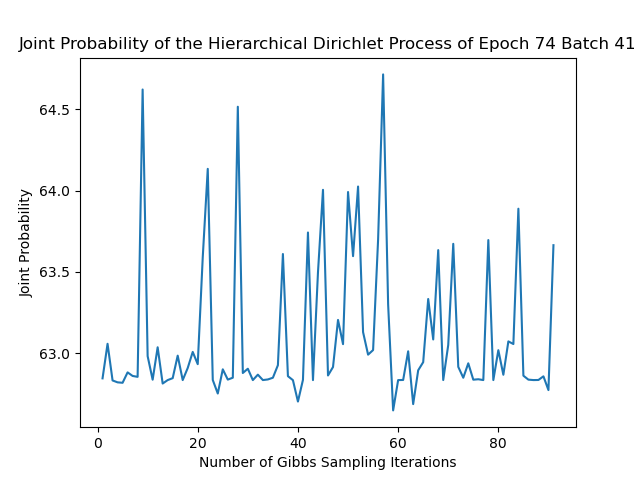 Joint Probability of the Hierarchical Dirichlet Process of Epoch 74 Batch 41
64.5
64.0
63.5
63.0
Joint Probability
0 20 40 60 80
Number of Gibbs Sampling Iterations